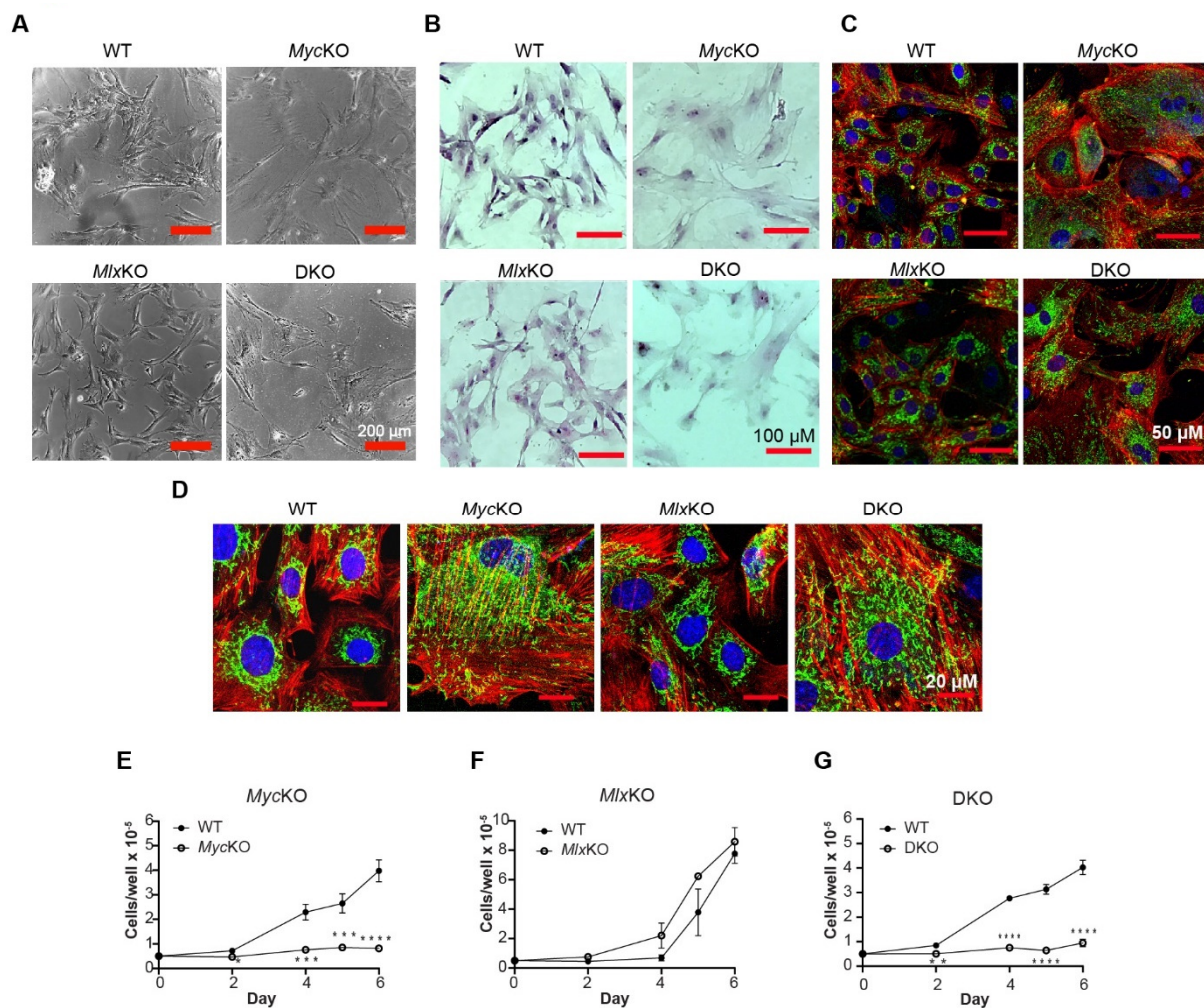 A
WT
MycKO
MlxKO
DKO
200 µm
B
WT
MycKO
MlxKO
DKO
100 µM
C
WT
MycKO
MlxKO
DKO
50 µM
D
WT
MycKO
MlxKO
DKO
20 µM
E
MycKO
WT
MycKO
Cells/well x 10⁻⁵
6
5
4
3
2
1
0
***
****
*
***
0 2 4 6
Day
F
MlxKO
WT
MlxKO
Cells/well x 10⁻⁵
10
8
6
4
2
0
0 2 4 6
Day
G
DKO
WT
DKO
Cells/well x 10⁻⁵
6
5
4
3
2
1
0
****
****
**
****
0 2 4 6
Day